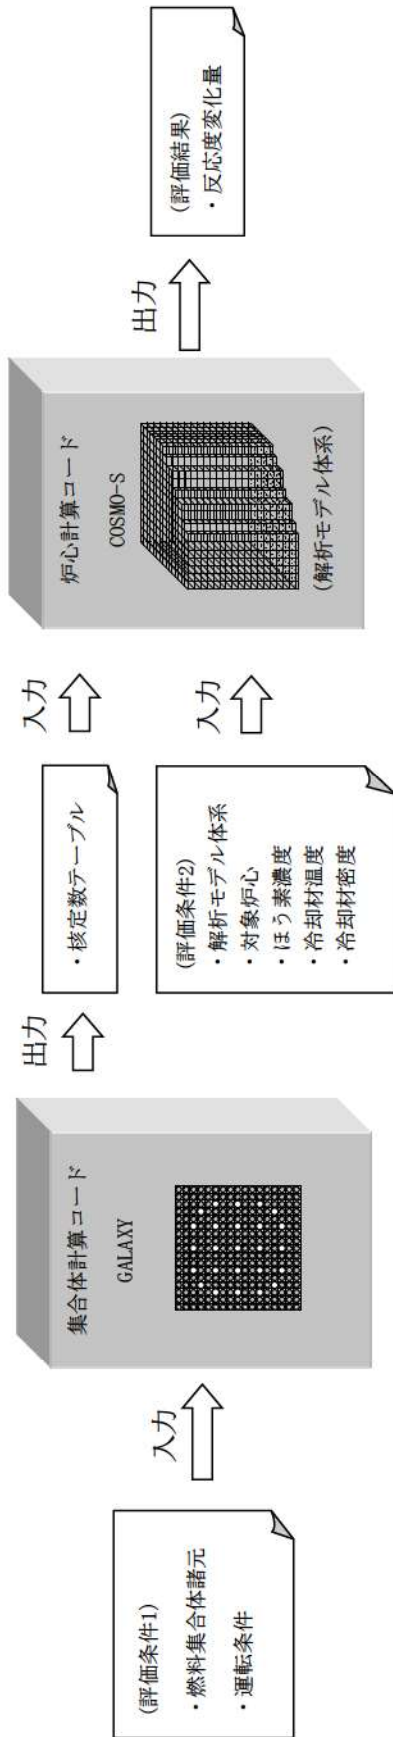 (評価条件1)
・燃料集合体諸元
・運転条件
入力
集合体計算コード
GALAXY
出力
・核定数テーブル
(評価条件2)
・解析モデル体系
・対象炉心
・ほう素濃度
・冷却材温度
・冷却材密度
入力
入力
炉心計算コード
COSMO-S
(解析モデル体系)
出力
(評価結果)
・反応度変化量